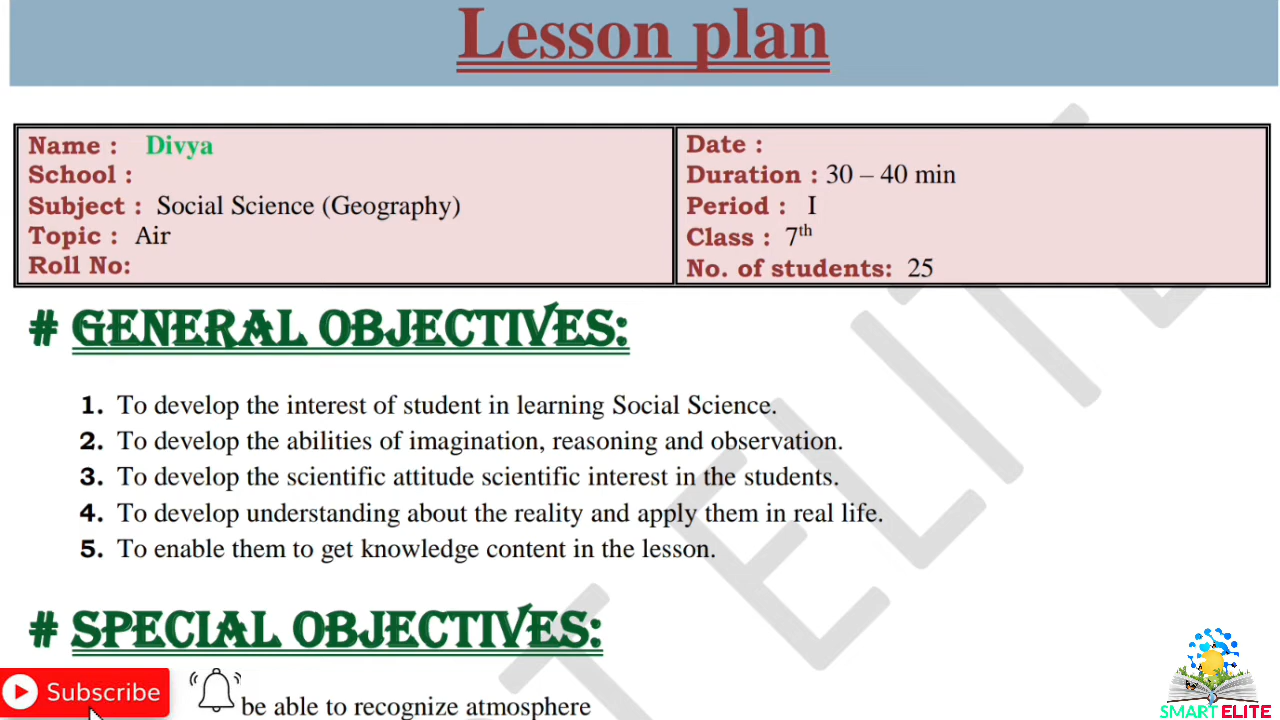 Lesson plan
Name : Divya
School :
Subject : Social Science (Geography)
Topic : Air
Roll No:
Date :
Duration : 30 – 40 min
Period : I
Class : 7th
No. of students: 25
# GENERAL OBJECTIVES:
1. To develop the interest of student in learning Social Science.
2. To develop the abilities of imagination, reasoning and observation.
3. To develop the scientific attitude scientific interest in the students.
4. To develop understanding about the reality and apply them in real life.
5. To enable them to get knowledge content in the lesson.
# SPECIAL OBJECTIVES:
be able to recognize atmosphere
Subscribe
SMART ELITE
T ELITE